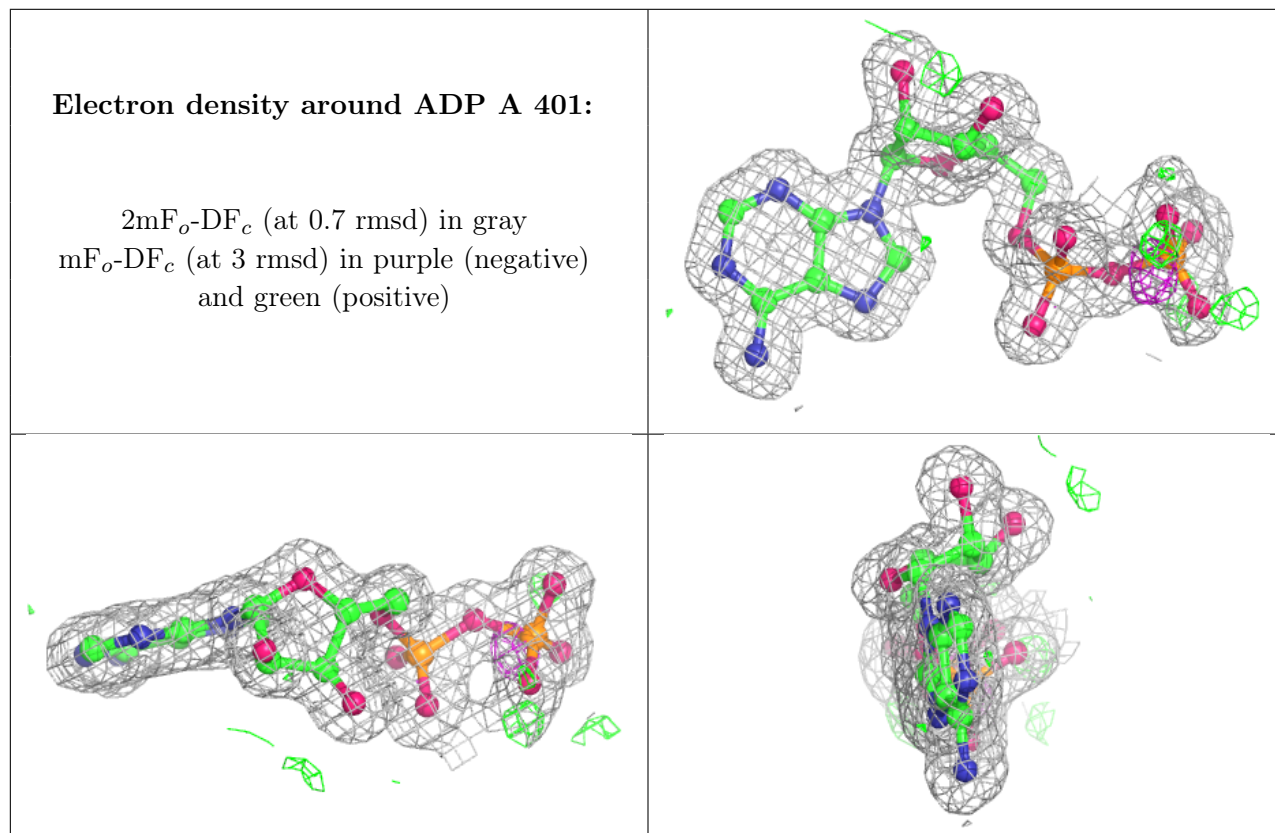 Electron density around ADP A 401:
2mFo-DFc (at 0.7 rmsd) in gray
mFo-DFc (at 3 rmsd) in purple (negative)
and green (positive)